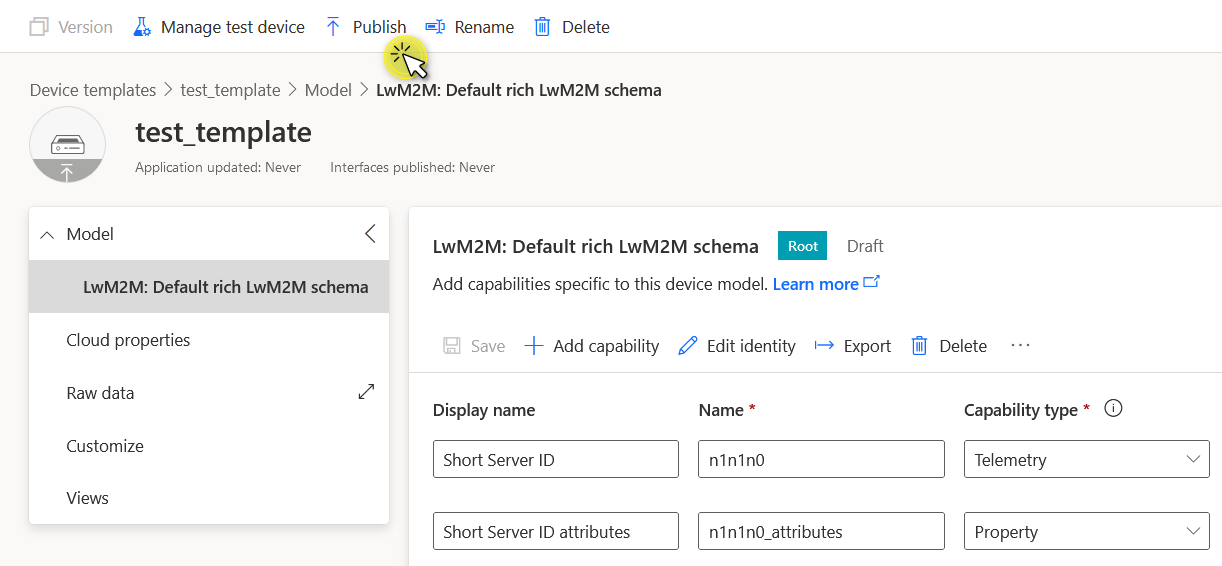 Version Manage test device Publish Rename Delete
Device templates > test_template > Model > LwM2M: Default rich LwM2M schema
test_template
Application updated: Never Interfaces published: Never
Model
LwM2M: Default rich LwM2M schema
Cloud properties
Raw data
Customize
Views
LwM2M: Default rich LwM2M schema Root Draft
Add capabilities specific to this device model. Learn more
Save Add capability Edit identity Export Delete ...
Display name Name * Capability type *
Short Server ID n1n1n0 Telemetry
Short Server ID attributes n1n1n0_attributes Property